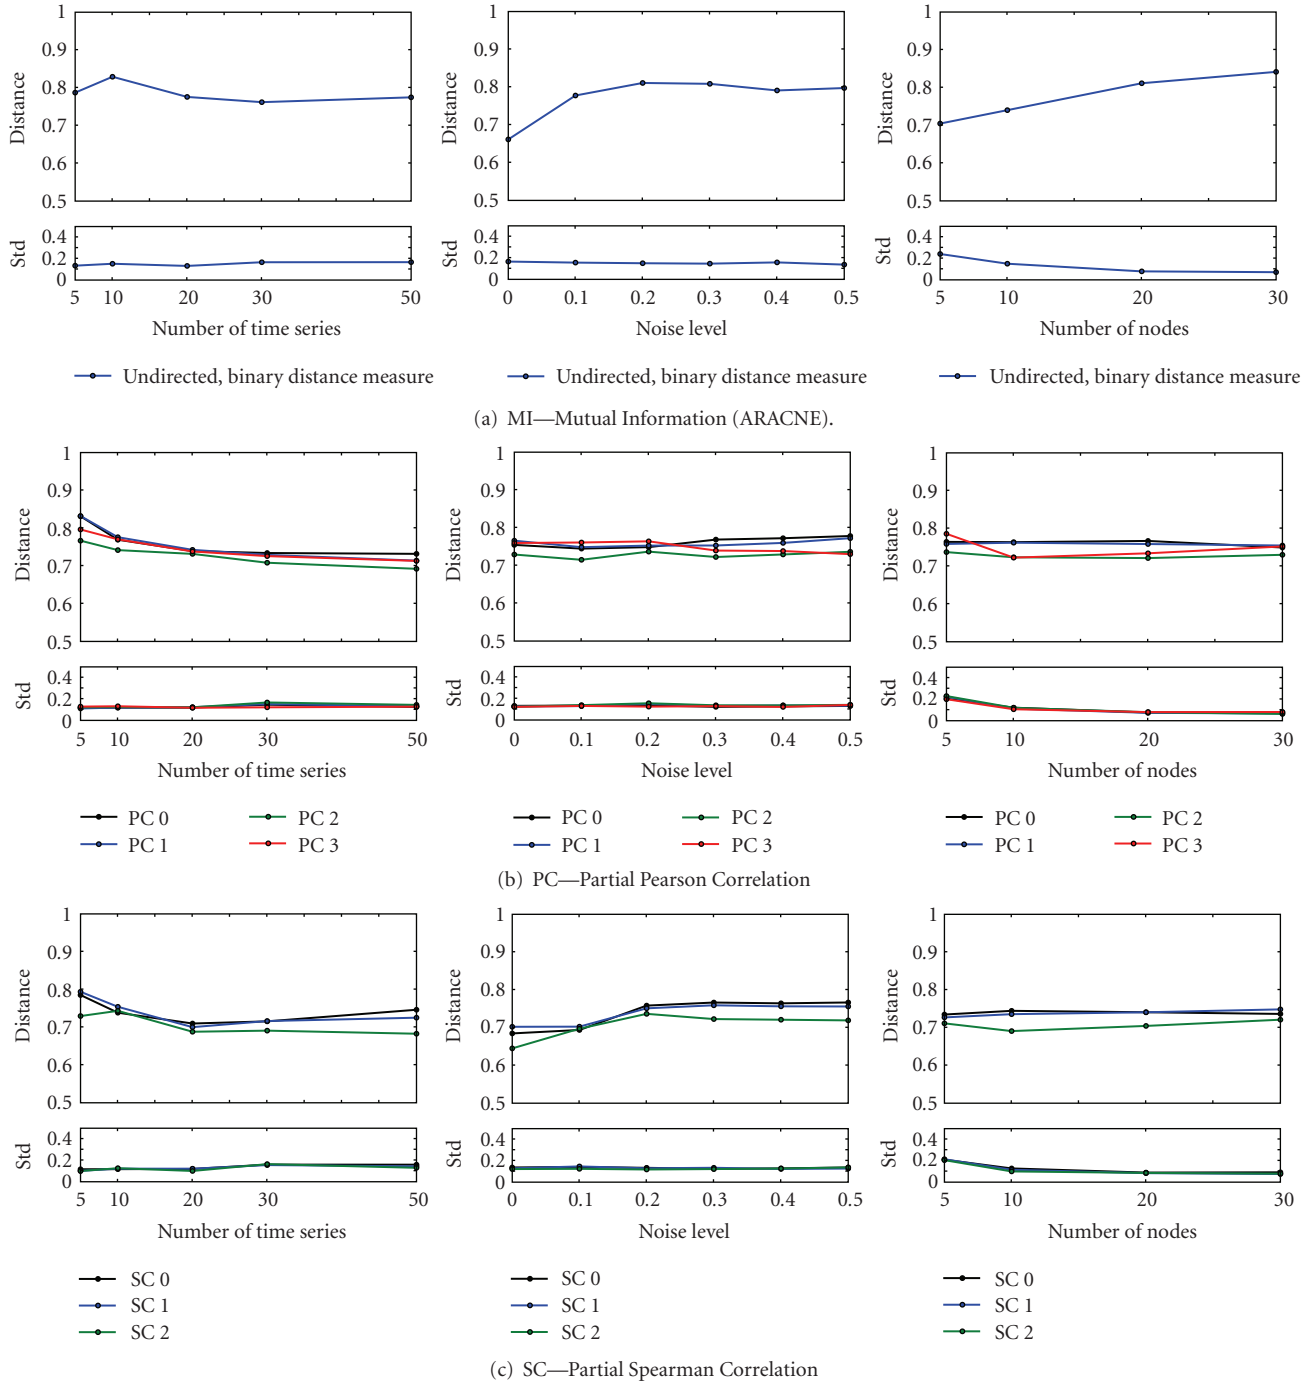 1 1 1
0.9 0.9 0.9
0.8 0.8 0.8
0.7 0.7 0.7
0.6 0.6 0.6
0.5 0.5 0.5
Distance Distance Distance
0.4 0.4 0.4
0.2 0.2 0.2
0 0 0
Std Std Std
5 10 20 30 50 0 0.1 0.2 0.3 0.4 0.5 5 10 20 30
Number of time series Noise level Number of nodes
Undirected, binary distance measure Undirected, binary distance measure Undirected, binary distance measure
(a) MI—Mutual Information (ARACNE).
1 1 1
0.9 0.9 0.9
0.8 0.8 0.8
0.7 0.7 0.7
0.6 0.6 0.6
0.5 0.5 0.5
Distance Distance Distance
0.4 0.4 0.4
0.2 0.2 0.2
0 0 0
Std Std Std
5 10 20 30 50 0 0.1 0.2 0.3 0.4 0.5 5 10 20 30
Number of time series Noise level Number of nodes
PC 0 PC 2 PC 0 PC 2 PC 0 PC 2
PC 1 PC 3 PC 1 PC 3 PC 1 PC 3
(b) PC—Partial Pearson Correlation
1 1 1
0.9 0.9 0.9
0.8 0.8 0.8
0.7 0.7 0.7
0.6 0.6 0.6
0.5 0.5 0.5
Distance Distance Distance
0.4 0.4 0.4
0.2 0.2 0.2
0 0 0
Std Std Std
5 10 20 30 50 0 0.1 0.2 0.3 0.4 0.5 5 10 20 30
Number of time series Noise level Number of nodes
SC 0 SC 0 SC 0
SC 1 SC 1 SC 1
SC 2 SC 2 SC 2
(c) SC—Partial Spearman Correlation